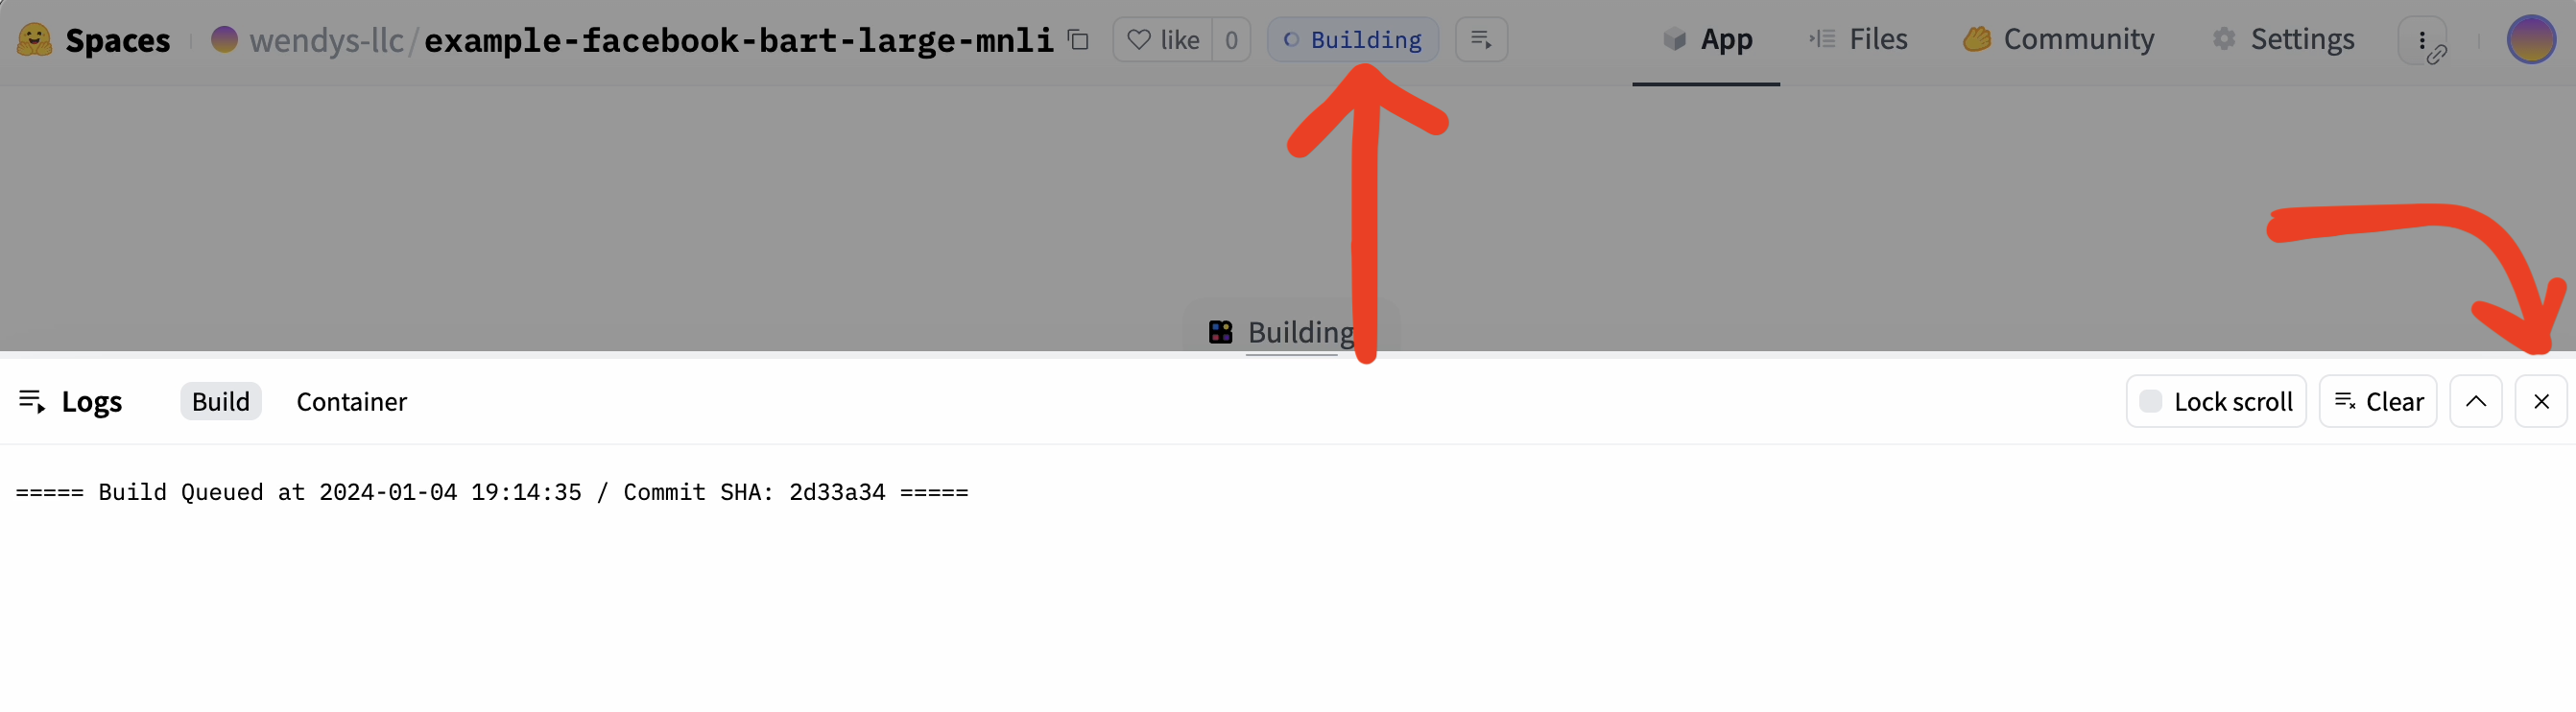 Spaces wendys-llc/example-facebook-bart-large-mnli like 0 Building App Files Community Settings
Building
Logs Build Container Lock scroll Clear
===== Build Queued at 2024-01-04 19:14:35 / Commit SHA: 2d33a34 =====